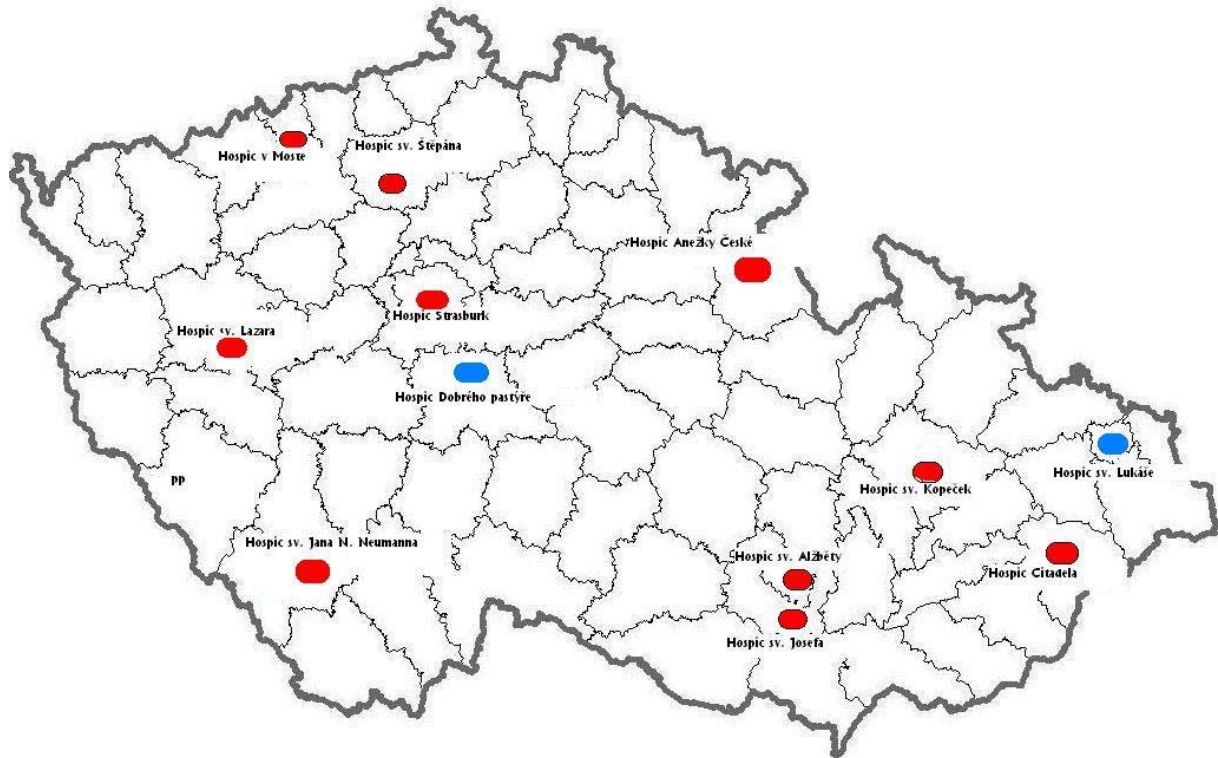 Hospic sv. Štěpána
Hospic v Moste
Hospic Anežky České
Hospic Strasburk
Hospic sv. Lazara
Hospic Dobrého pastýře
Hospic sv. Lukáše
pp
Hospic sv. Kopeček
Hospic sv. Jana N. Neumanna
Hospic sv. Alžběty
Hospic Citadela
Hospic sv. Josefa